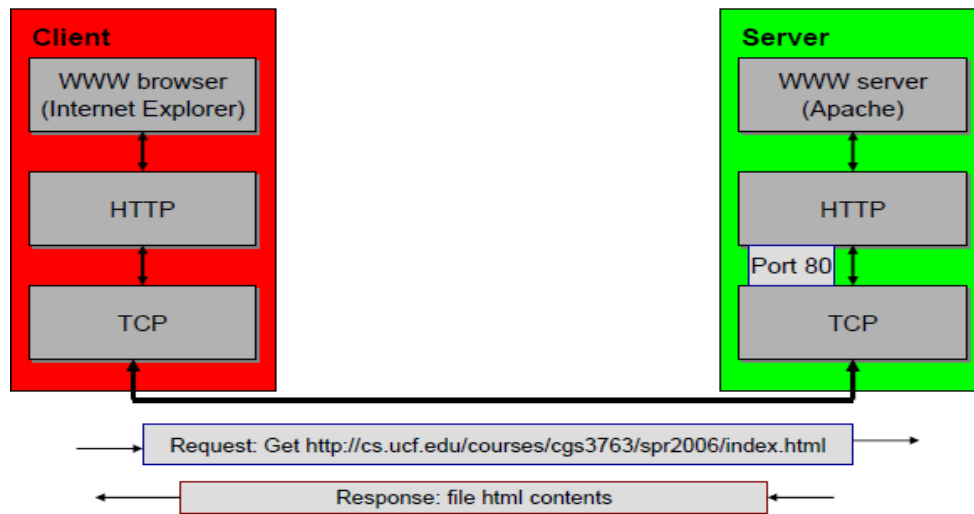 Client
WWW browser
(Internet Explorer)
HTTP
TCP
Server
WWW server
(Apache)
HTTP
Port 80
TCP
Request: Get http://cs.ucf.edu/courses/cgs3763/spr2006/index.html
Response: file html contents